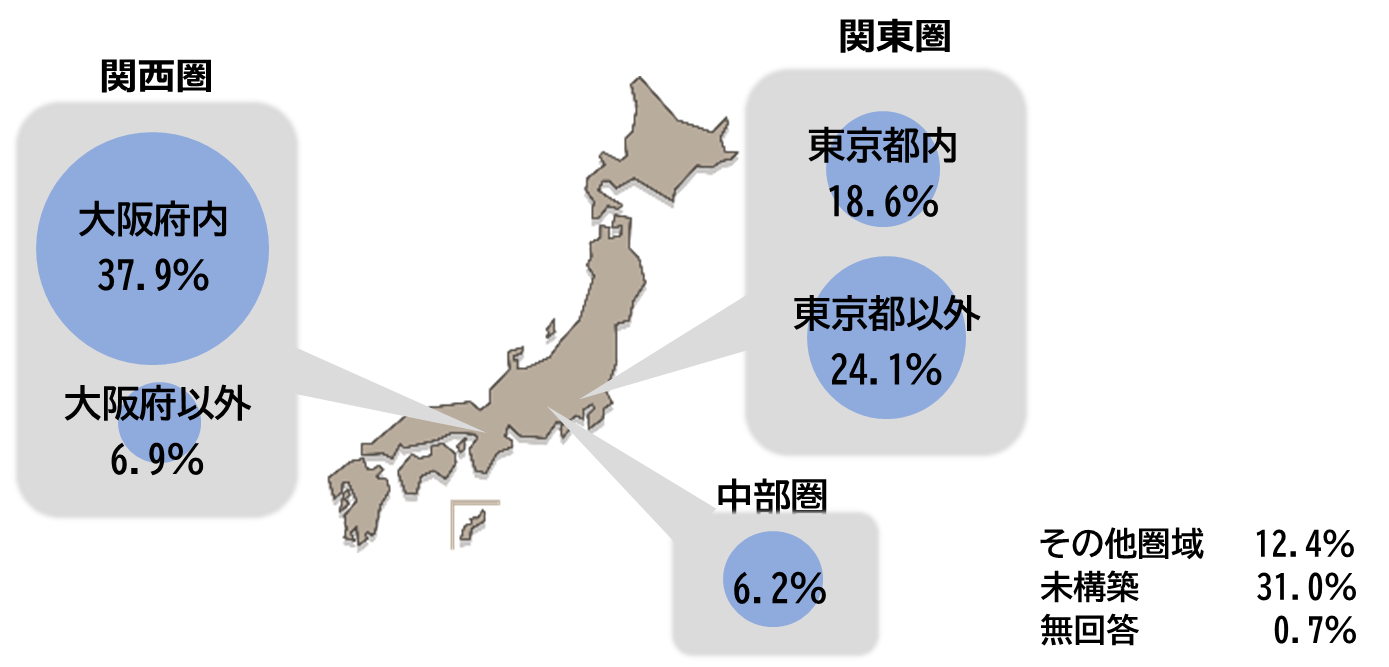 関西圏
大阪府内
37.9%
大阪府以外
6.9%
関東圏
東京都内
18.6%
東京都以外
24.1%
中部圏
6.2%
その他圏域 12.4%
未構築 31.0%
無回答 0.7%